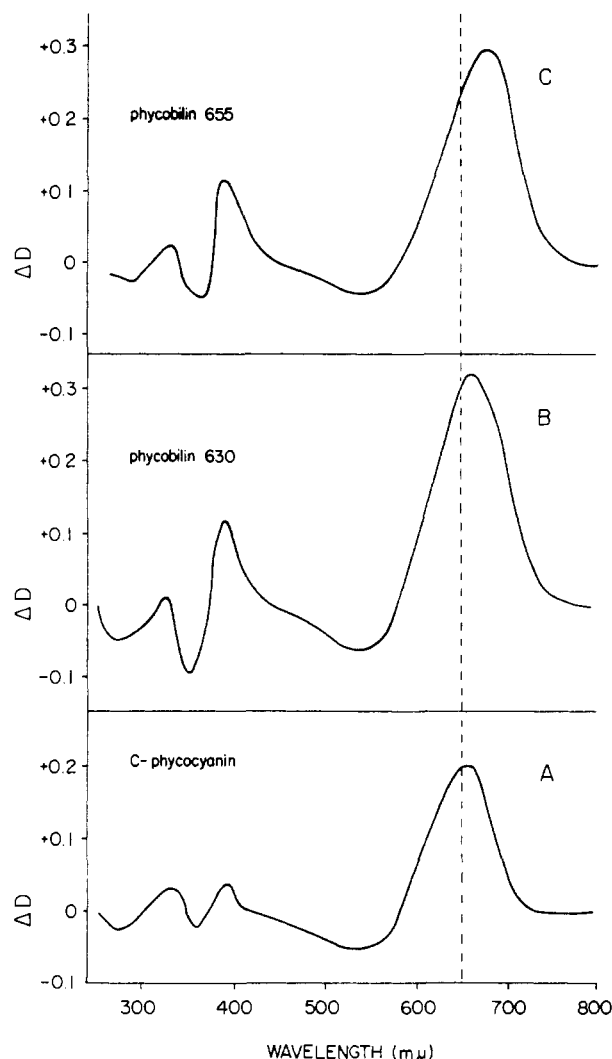 +0.3
C
phycobilin 655
+0.2
+0.1
ΔD
0
-0.1
+0.3
B
phycobilin 630
+0.2
+0.1
ΔD
0
-0.1
C-phycocyanin
A
+0.2
+0.1
ΔD
0
-0.1
300 400 500 600 700 800
WAVELENGTH (mμ)